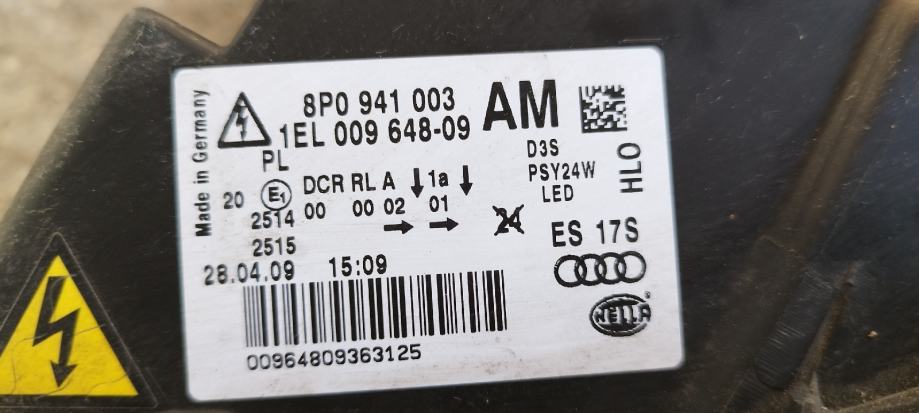 Made in Germany
8P0 941 003 AM
1EL 009 648-09
PL
D3S
PSY24W
LED
HLO
20 E1 DCR RL A ↓ 1a ↓
2514 00 00 02 01
→ →
24
2515
ES 17S
28.04.09 15:09
HELLA
00964809363125